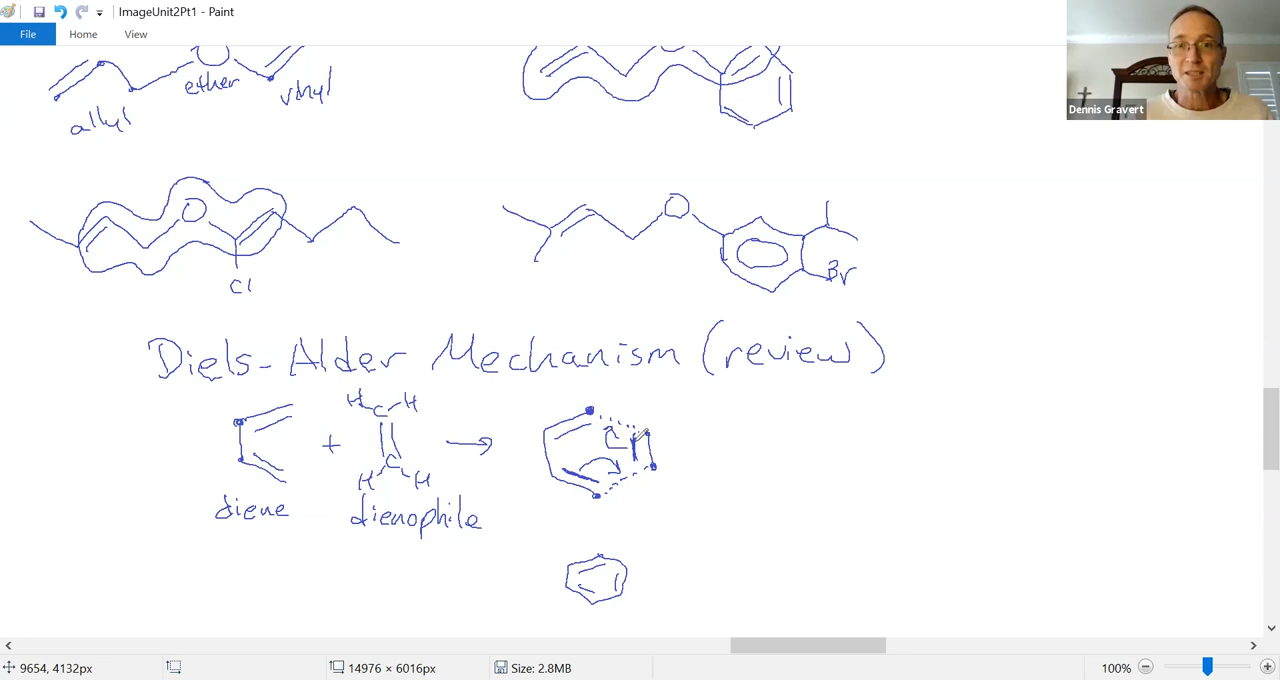 ImageUnit2Pt1 - Paint
File Home View
Dennis Gravert
allyl ether vinyl
O
Cl
O
Br
Diels-Alder Mechanism (review)
H C H
+
H C H
diene dienophile
9654, 4132px 14976 × 6016px Size: 2.8MB 100%